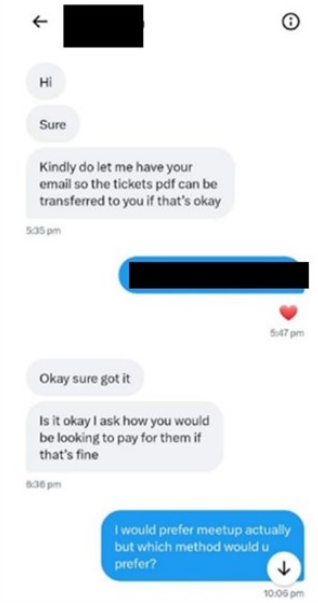 Hi
Sure
Kindly do let me have your
email so the tickets pdf can be
transferred to you if that's okay
5:35 pm
5:47 pm
Okay sure got it
Is it okay I ask how you would
be looking to pay for them if
that's fine
6:36 pm
I would prefer meetup actually
but which method would u
prefer?
10:06 pm